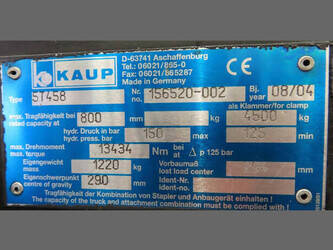 KAUP
D-63741 Aschaffenburg
Tel.: 06021/865-0
Fax: 06021/865287
Made in Germany
CE
Type ST458 Nr. no. 156520-002 Bj. year 08/04
als Klammer/for clamp
max. Tragfähigkeit bei rated capacity at 800 mm kg 4500 kg
hydr. Druck in bar hydr. press. bar 150 max 125 min
max. Drehmoment max. torque 13434 Nm bei at Δ p 125 bar
Eigengewicht mass 1220 kg Vorbaumaß lost load center mm
Eigenschwerpunkt centre of gravity 290 mm Ident-Nr. Ident-no.
Tragfähigkeit der Kombination von Stapler und Anbaugerät einhalten !
The capacity of the truck and attachment combination must be complied with !